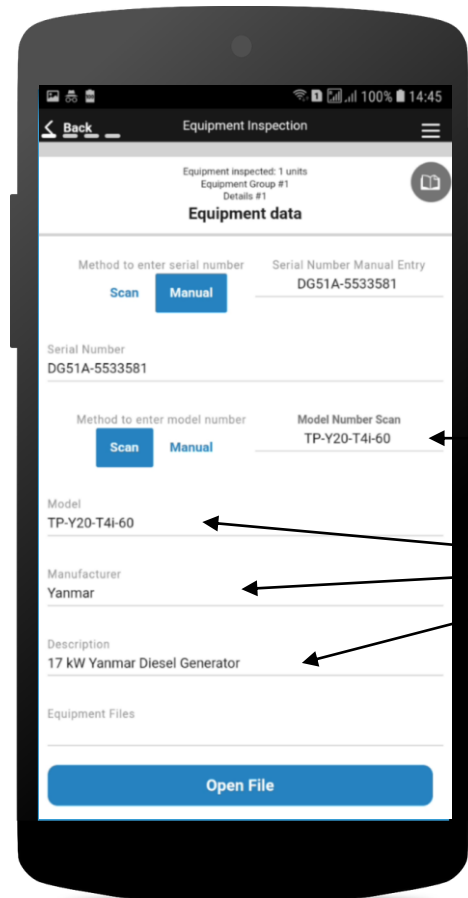 100% 14:45
Back Equipment Inspection
Equipment inspected: 1 units
Equipment Group #1
Details #1
Equipment data
Method to enter serial number Serial Number Manual Entry
Scan Manual DG51A-5533581
Serial Number
DG51A-5533581
Method to enter model number Model Number Scan
Scan Manual TP-Y20-T4i-60
Model
TP-Y20-T4i-60
Manufacturer
Yanmar
Description
17 kW Yanmar Diesel Generator
Equipment Files
Open File